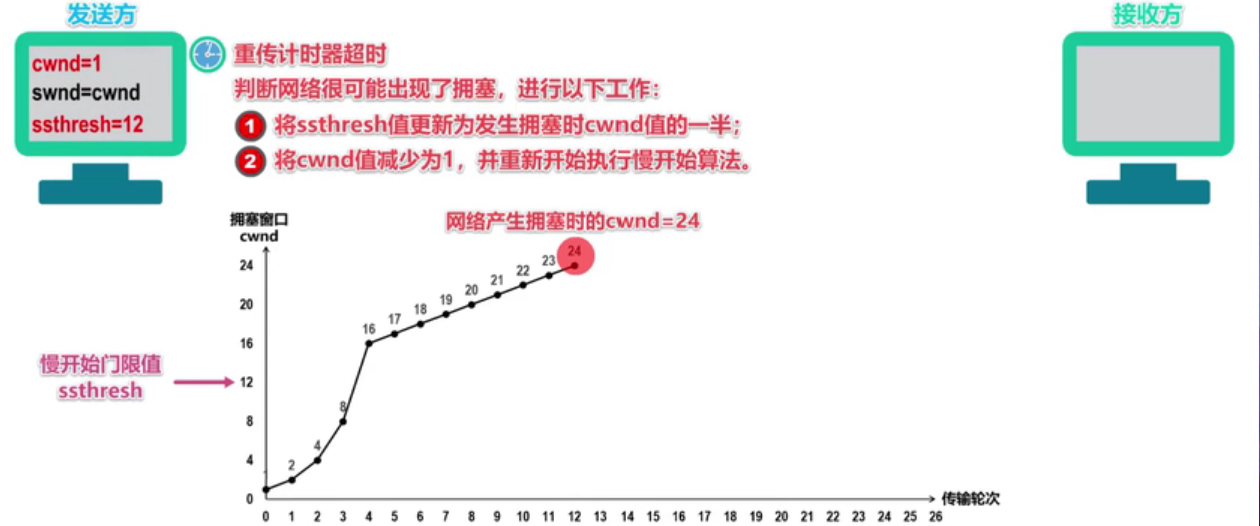 发送方
接收方
cwnd=1
swnd=cwnd
ssthresh=12
重传计时器超时
判断网络很可能出现了拥塞，进行以下工作：
1 将ssthresh值更新为发生拥塞时cwnd值的一半；
2 将cwnd值减少为1，并重新开始执行慢开始算法。
拥塞窗口
cwnd
网络产生拥塞时的cwnd=24
24
20
16
12
8
4
0
慢开始门限值
ssthresh
2
4
8
16
17
18
19
20
21
22
23
24
0 1 2 3 4 5 6 7 8 9 10 11 12 13 14 15 16 17 18 19 20 21 22 23 24 25 26
传输轮次